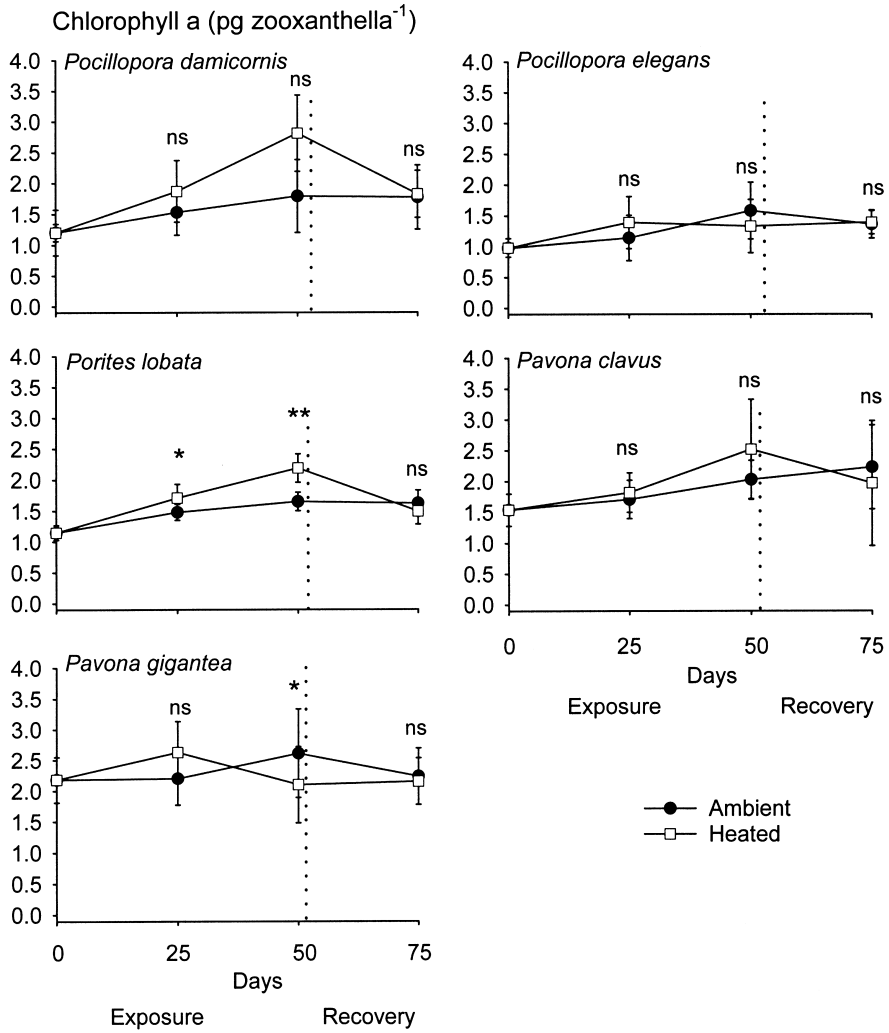 Chlorophyll a (pg zooxanthella⁻¹)
Pocillopora damicornis
4.0
3.5
3.0
2.5
2.0
1.5
1.0
0.5
0.0
ns
ns
ns
Pocillopora elegans
4.0
3.5
3.0
2.5
2.0
1.5
1.0
0.5
0.0
ns
ns
ns
Porites lobata
4.0
3.5
3.0
2.5
2.0
1.5
1.0
0.5
0.0
*
**
ns
Pavona clavus
4.0
3.5
3.0
2.5
2.0
1.5
1.0
0.5
0.0
ns
ns
ns
0 25 50 75
Days
Exposure Recovery
Pavona gigantea
4.0
3.5
3.0
2.5
2.0
1.5
1.0
0.5
0.0
ns
*
ns
0 25 50 75
Days
Exposure Recovery
Ambient
Heated